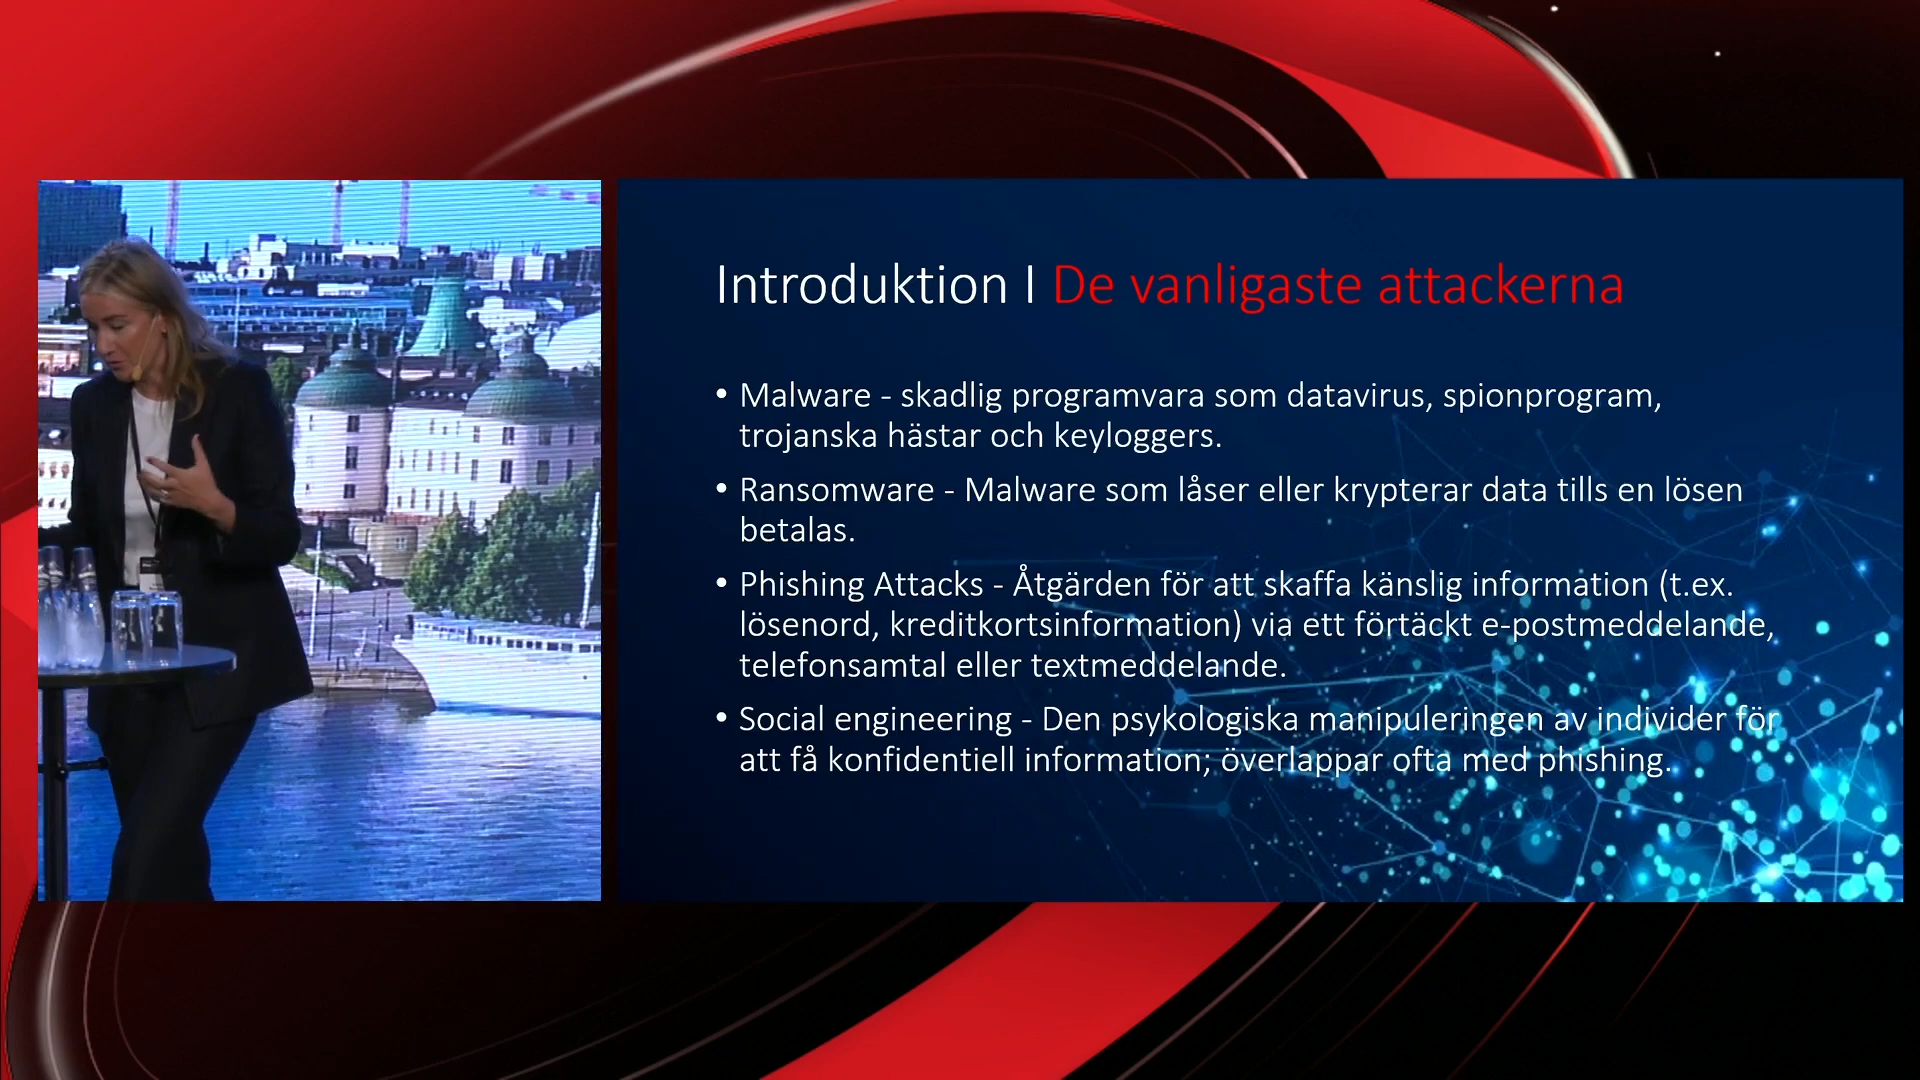 Introduktion I De vanligaste attackerna
• Malware - skadlig programvara som datavirus, spionprogram,
trojanska hästar och keyloggers.
• Ransomware - Malware som låser eller krypterar data tills en lösen
betalas.
• Phishing Attacks - Åtgärden för att skaffa känslig information (t.ex.
lösenord, kreditkortsinformation) via ett förtäckt e-postmeddelande,
telefonsamtal eller textmeddelande.
• Social engineering - Den psykologiska manipuleringen av individer för
att få konfidentiell information; överlappar ofta med phishing.